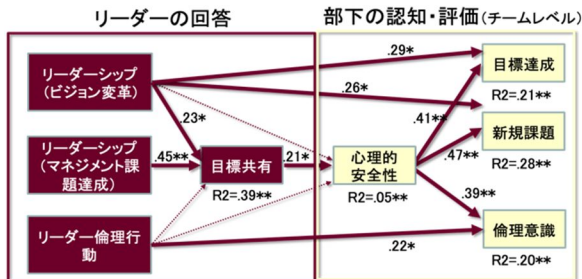 リーダーの回答
部下の認知・評価(チームレベル)
リーダーシップ
(ビジョン変革)
.29*
目標達成
R2=.21**
.26*
.23*
.41**
新規課題
R2=.28**
リーダーシップ
(マネジメント課
題達成)
.45**
目標共有
R2=.39**
.21*
心理的
安全性
R2=.05**
.47**
.39**
リーダー倫理行
動
.22*
倫理意識
R2=.20**